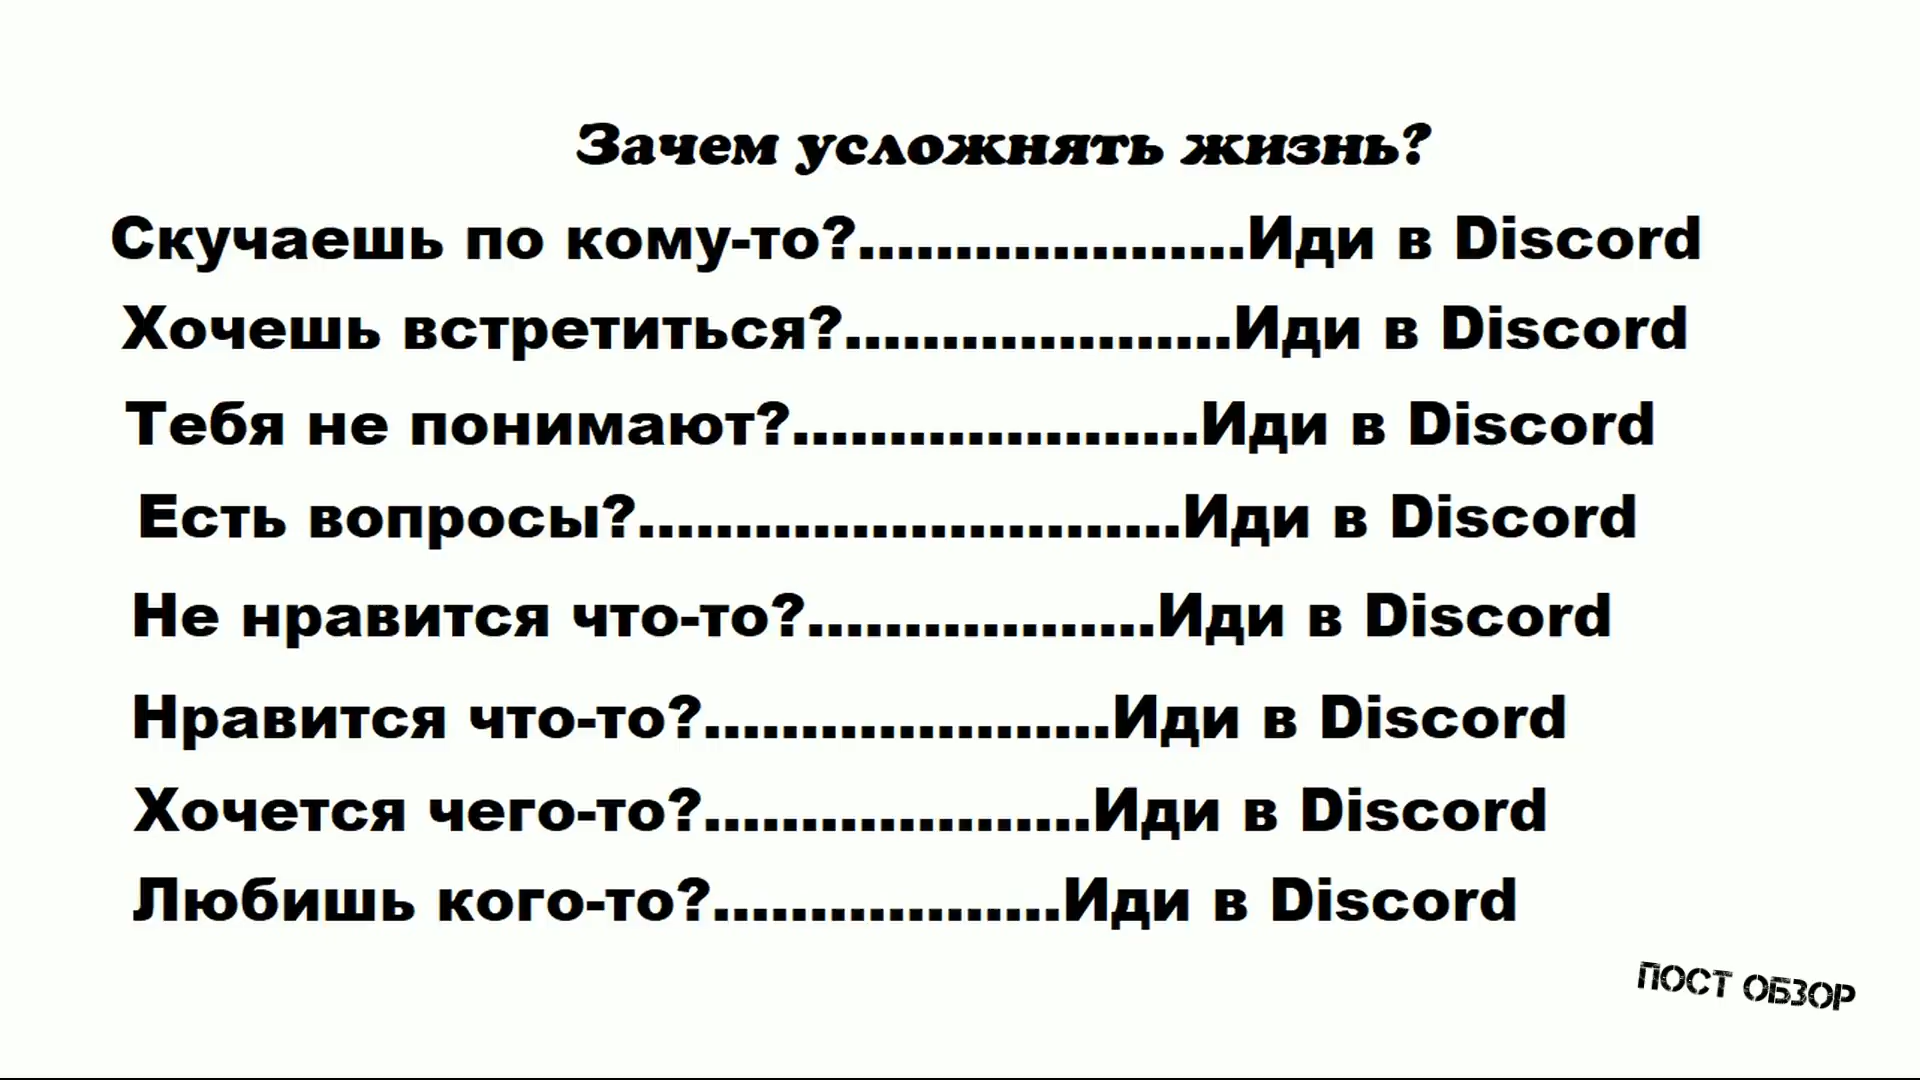 Зачем усложнять жизнь?
Скучаешь по кому-то?....................Иди в Discord
Хочешь встретиться?....................Иди в Discord
Тебя не понимают?.....................Иди в Discord
Есть вопросы?............................Иди в Discord
Не нравится что-то?..................Иди в Discord
Нравится что-то?.....................Иди в Discord
Хочется чего-то?....................Иди в Discord
Любишь кого-то?..................Иди в Discord
ПОСТ ОБЗОР